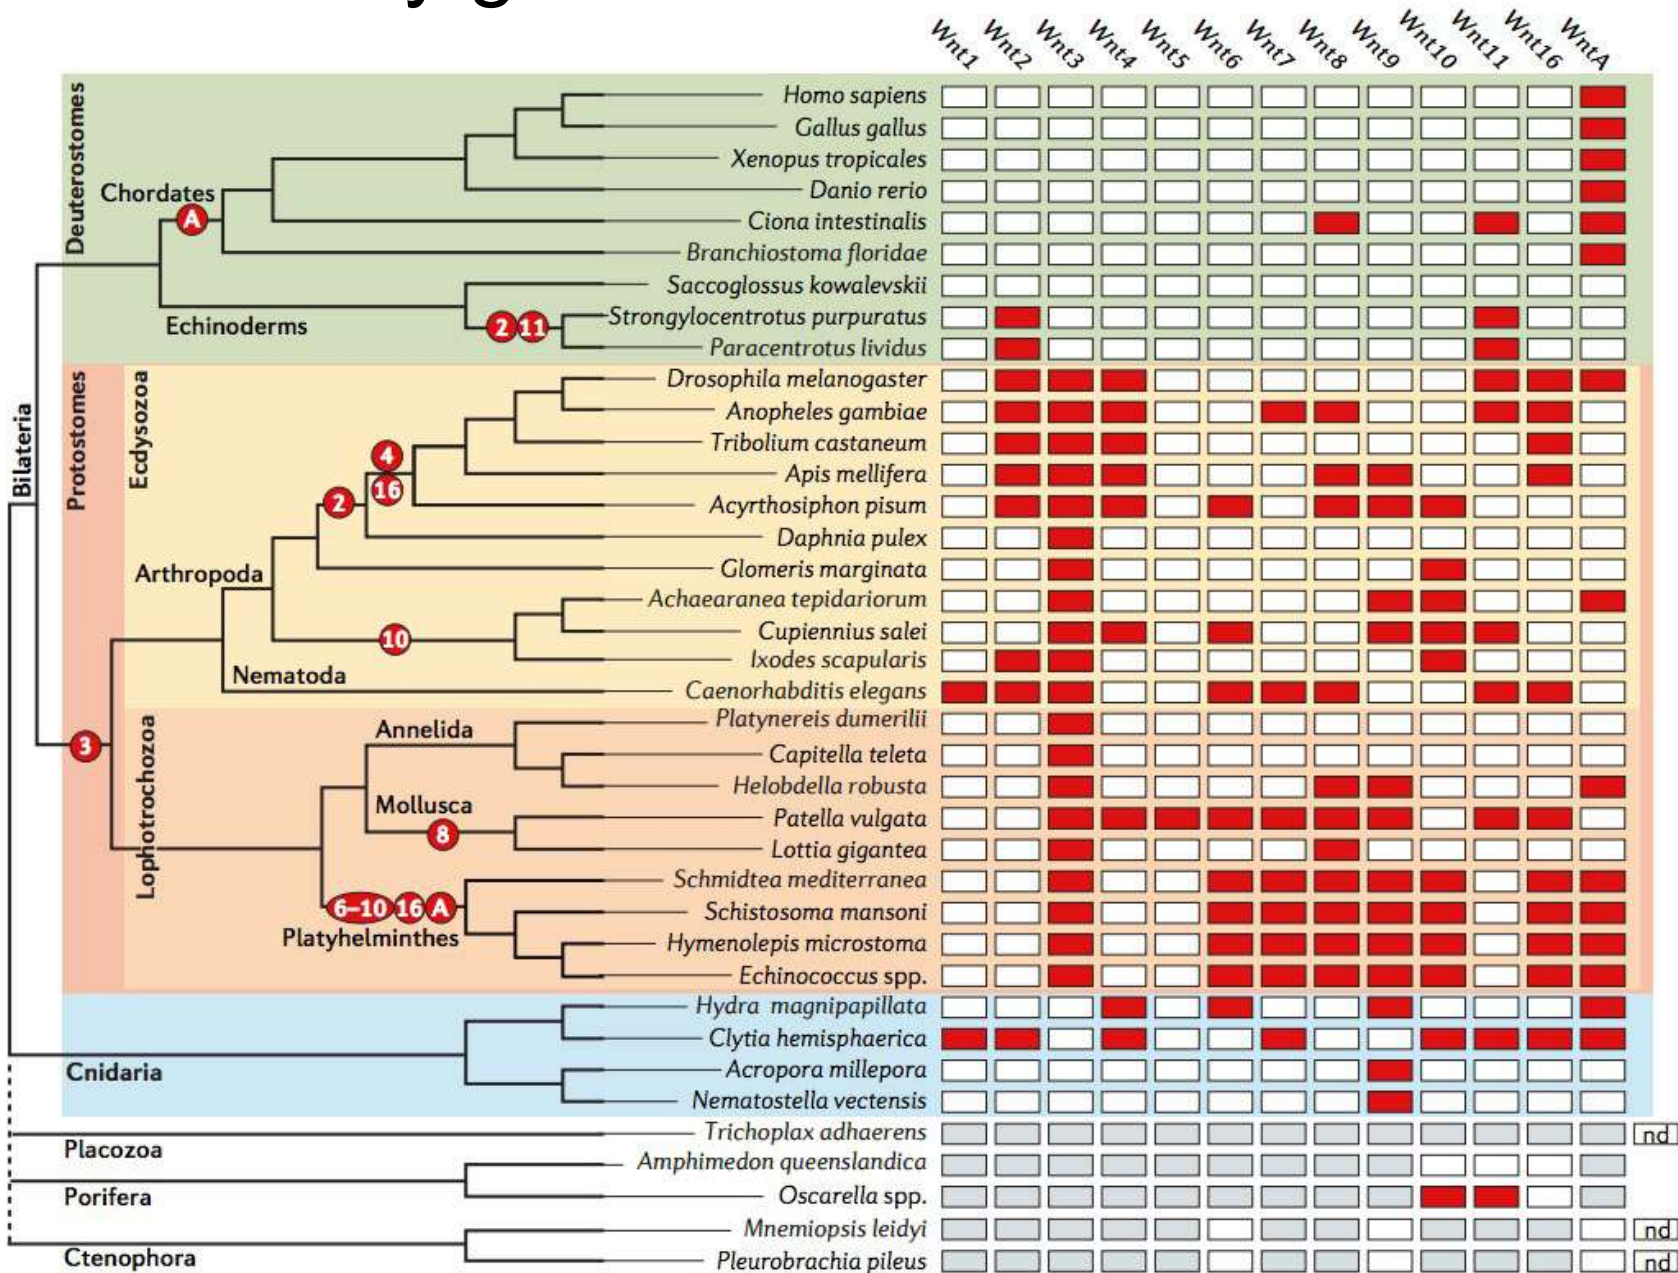 Wnt1 Wnt2 Wnt3 Wnt4 Wnt5 Wnt6 Wnt7 Wnt8 Wnt9 Wnt10 Wnt11 Wnt16 WntA
Bilateria
Deuterostomes
Chordates
A
Homo sapiens
Gallus gallus
Xenopus tropicales
Danio rerio
Ciona intestinalis
Branchiostoma floridae
Echinoderms
2 11
Saccoglossus kowalevskii
Strongylocentrotus purpuratus
Paracentrotus lividus
Protostomes
3
Ecdysozoa
Arthropoda
4
16
2
10
Nematoda
Drosophila melanogaster
Anopheles gambiae
Tribolium castaneum
Apis mellifera
Acyrthosiphon pisum
Daphnia pulex
Glomeris marginata
Achaearanea tepidariorum
Cupiennius salei
Ixodes scapularis
Caenorhabditis elegans
Lophotrochozoa
Annelida
Mollusca
8
6–10 16 A
Platyhelminthes
Platynereis dumerilii
Capitella teleta
Helobdella robusta
Patella vulgata
Lottia gigantea
Schmidtea mediterranea
Schistosoma mansoni
Hymenolepis microstoma
Echinococcus spp.
Cnidaria
Hydra magnipapillata
Clytia hemisphaerica
Acropora millepora
Nematostella vectensis
Placozoa
Trichoplax adhaerens nd
Porifera
Amphimedon queenslandica
Oscarella spp.
Ctenophora
Mnemiopsis leidyi nd
Pleurobrachia pileus nd